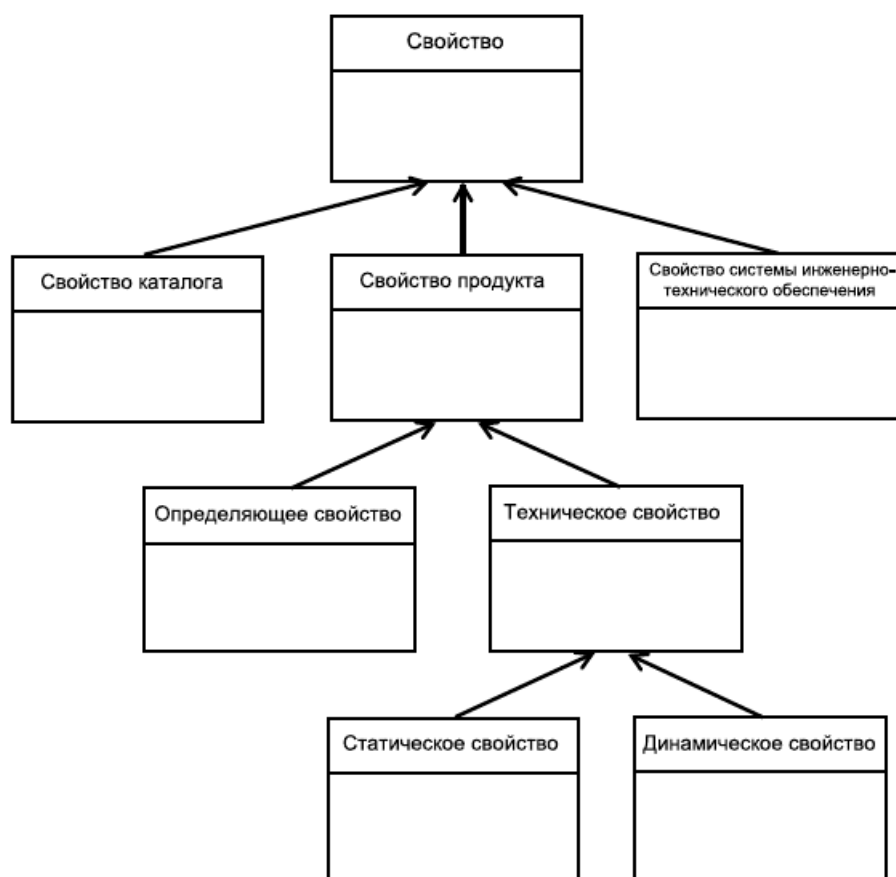 Свойство
Свойство каталога
Свойство продукта
Свойство системы инженерно-
технического обеспечения
Определяющее свойство
Техническое свойство
Статическое свойство
Динамическое свойство